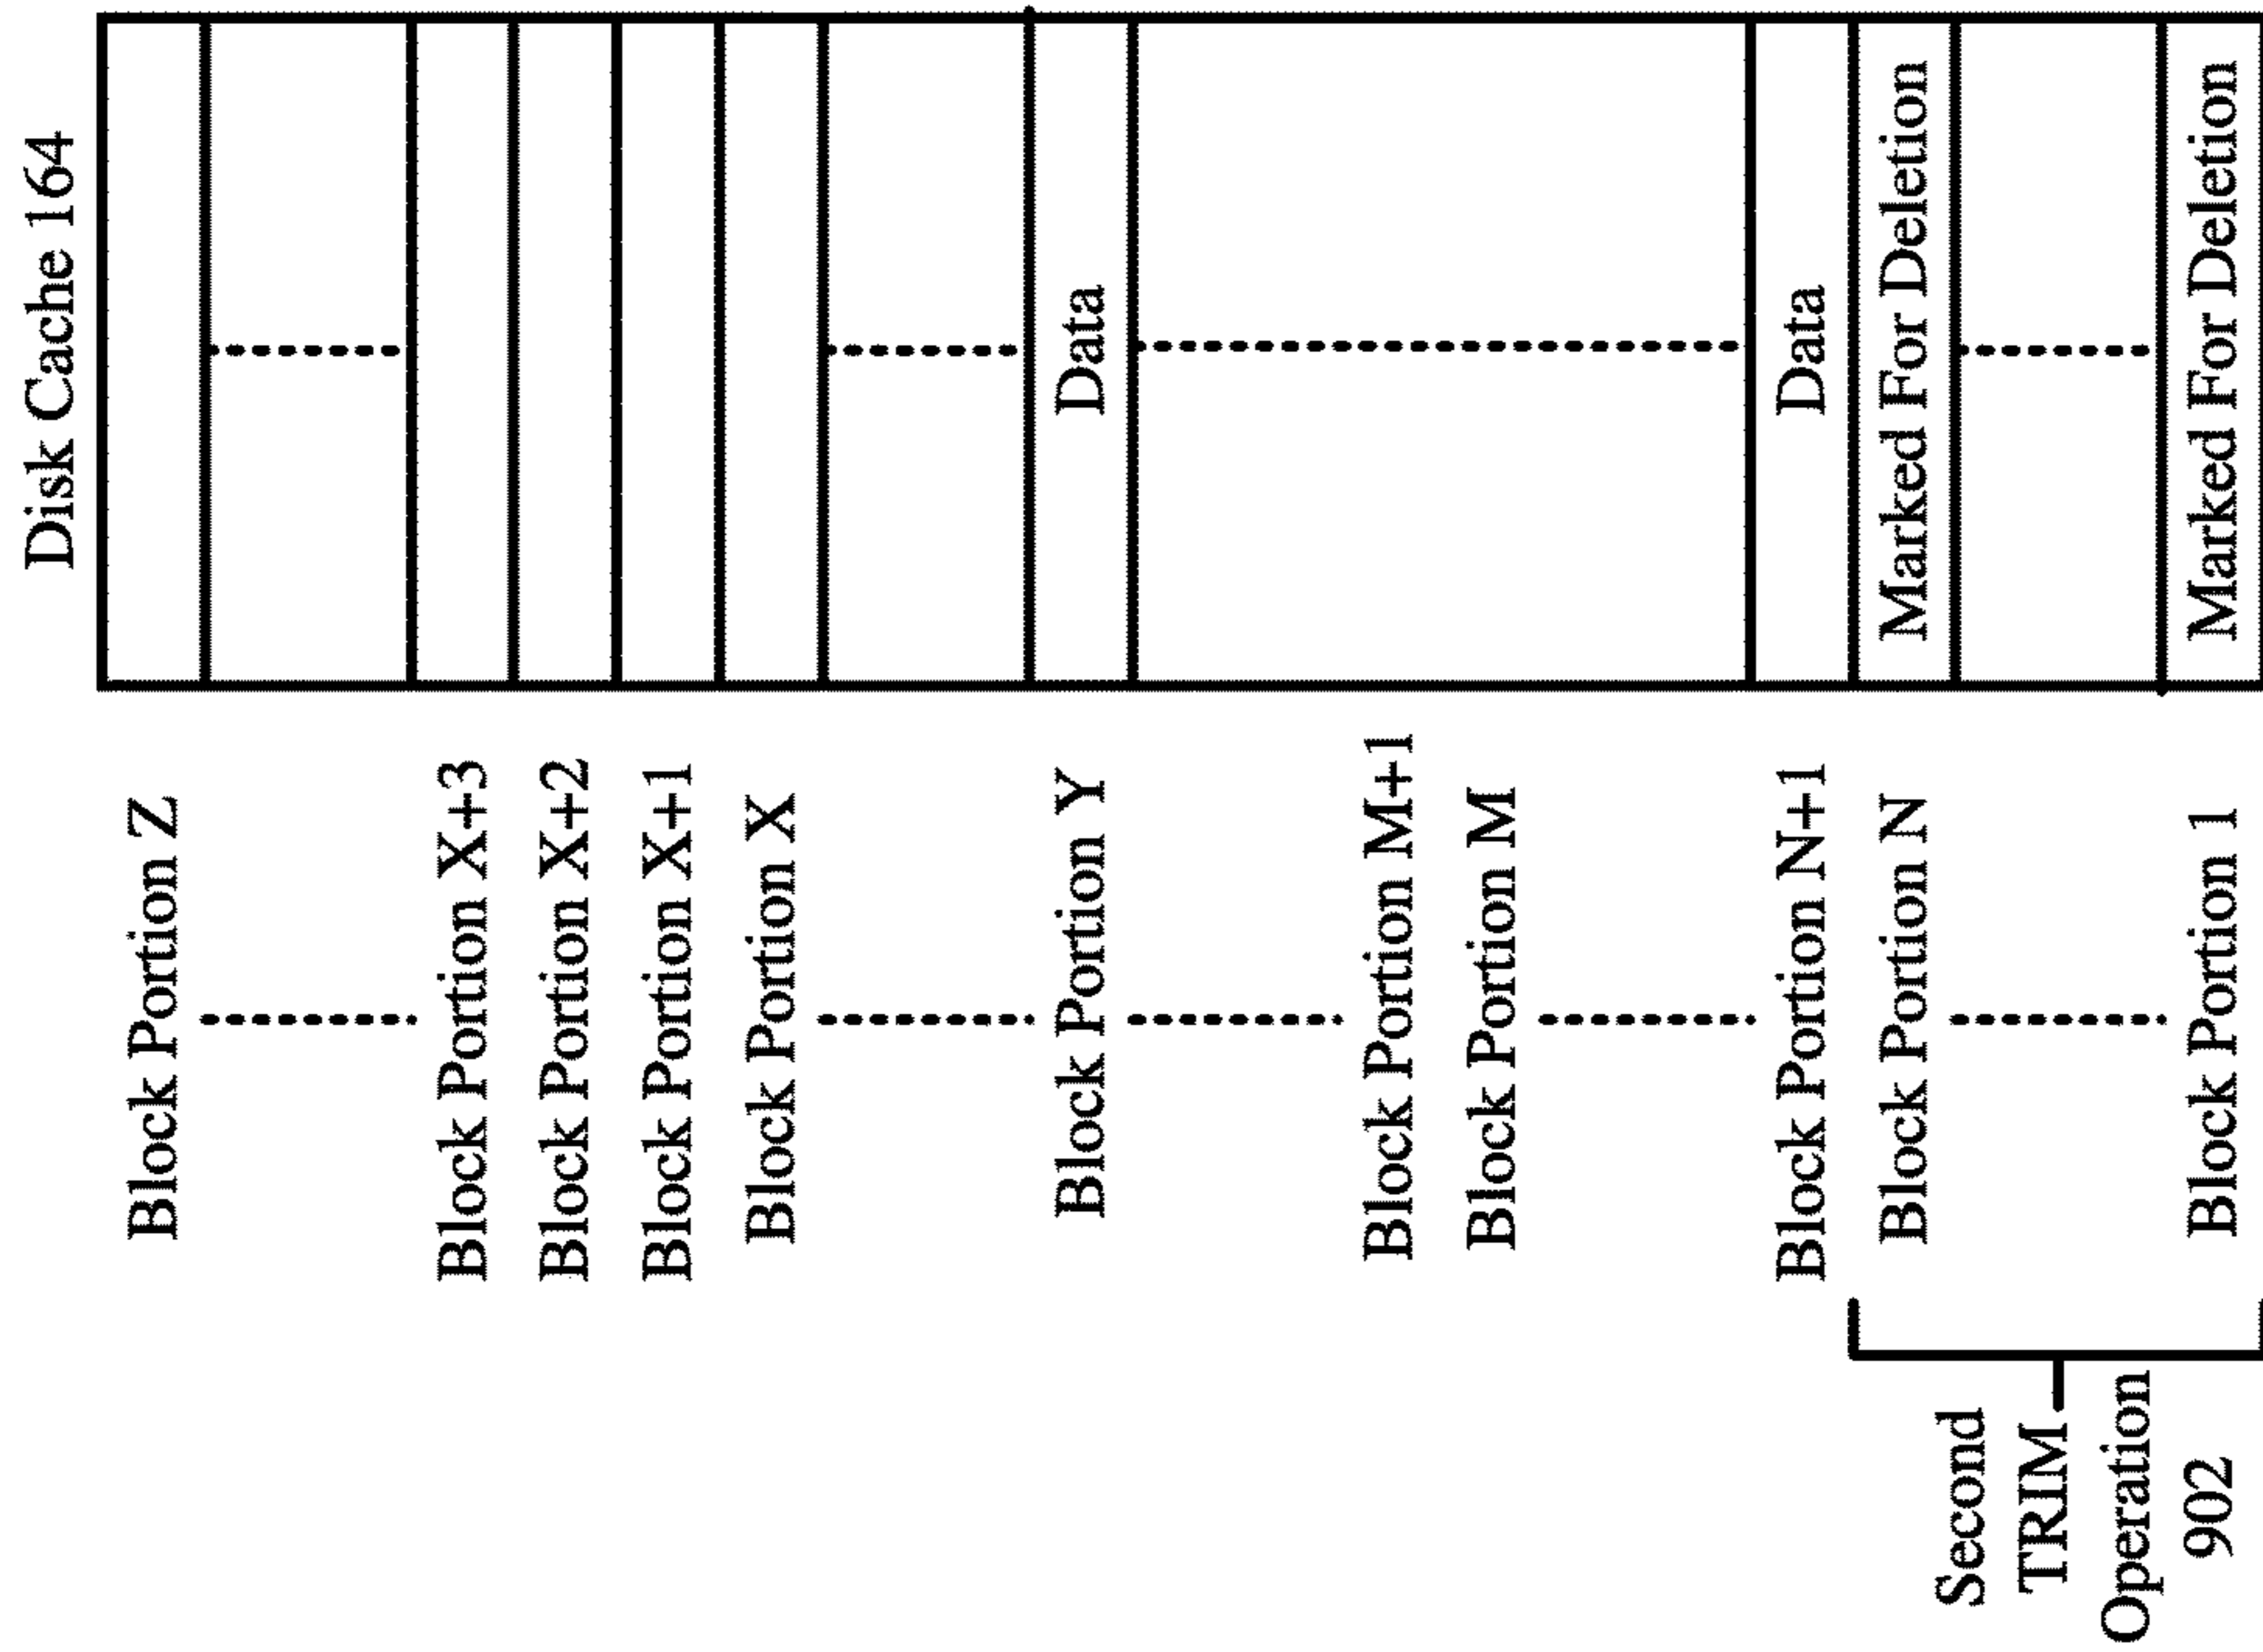 Disk Cache 164
Block Portion Z
Block Portion X+3
Block Portion X+2
Block Portion X+1
Block Portion X
Block Portion Y
Data
Block Portion M+1
Block Portion M
Block Portion N+1
Data
Block Portion N
Marked For Deletion
Block Portion 1
Marked For Deletion
Second
TRIM
Operation
902